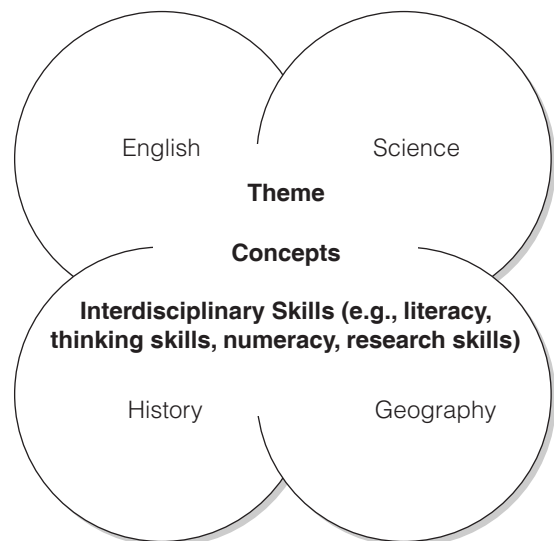 English
Science
Theme
Concepts
Interdisciplinary Skills (e.g., literacy,
thinking skills, numeracy, research skills)
History
Geography